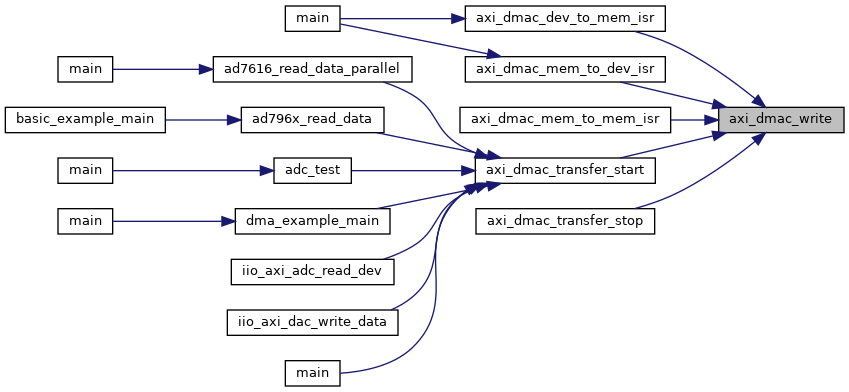 main
axi_dmac_dev_to_mem_isr
main
ad7616_read_data_parallel
axi_dmac_mem_to_dev_isr
basic_example_main
ad796x_read_data
axi_dmac_mem_to_mem_isr
axi_dmac_write
main
adc_test
axi_dmac_transfer_start
main
dma_example_main
axi_dmac_transfer_stop
iio_axi_adc_read_dev
iio_axi_dac_write_data
main